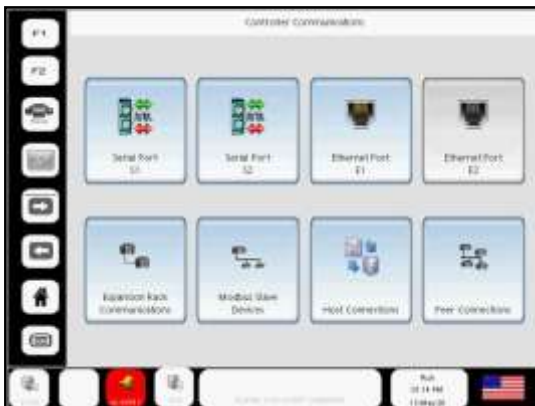 Controller Communications
F1
F2
Serial Port
S1
Serial Port
S2
Ethernet Port
E1
Ethernet Port
E2
Expansion Rack
Communications
Modbus Slave
Devices
Host Connections
Peer Connections
Run